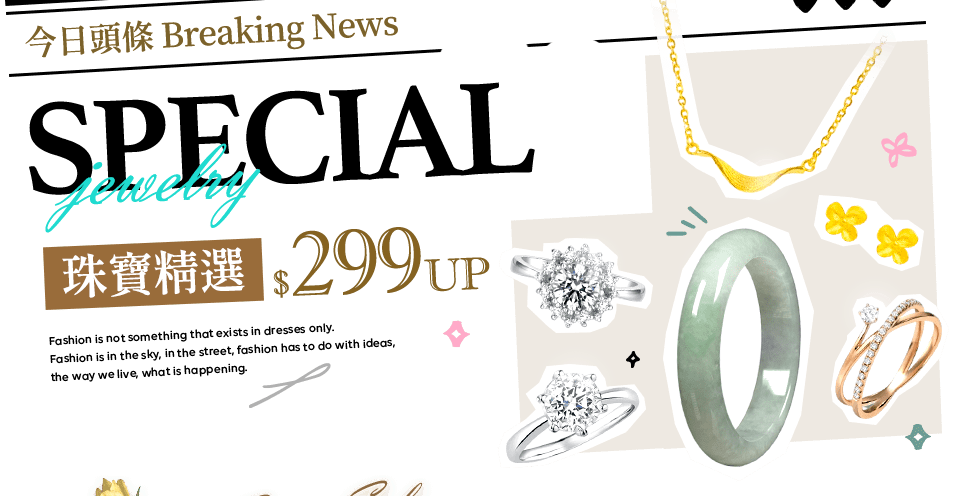 今日頭條 Breaking News
SPECIAL
jewelry
珠寶精選 $299UP
Fashion is not something that exists in dresses only.
Fashion is in the sky, in the street, fashion has to do with ideas,
the way we live, what is happening.